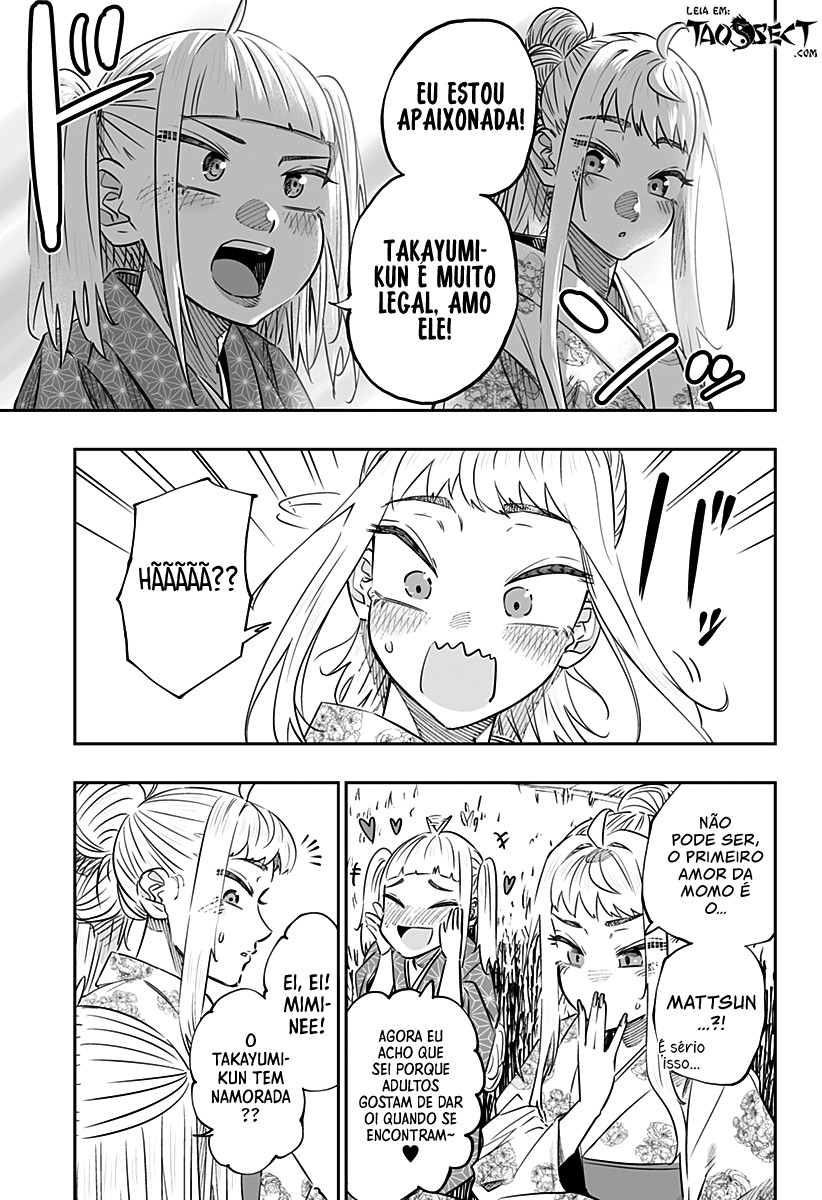 LEIA EM:
TAOSECT
.COM
EU ESTOU
APAIXONADA!
TAKAYUMI-
KUN É MUITO
LEGAL, AMO
ELE!
HÃÃÃÃÃ??
NÃO
PODE SER,
O PRIMEIRO
AMOR DA
MOMO É
O...
MATTSUN
...?!
É sério
isso...
AGORA EU
ACHO QUE
SEI PORQUE
ADULTOS
GOSTAM DE DAR
OI QUANDO SE
ENCONTRAM~
♥
EI, EI!
MIMI-
NEE!
O
TAKAYUMI-
KUN TEM
NAMORADA
??